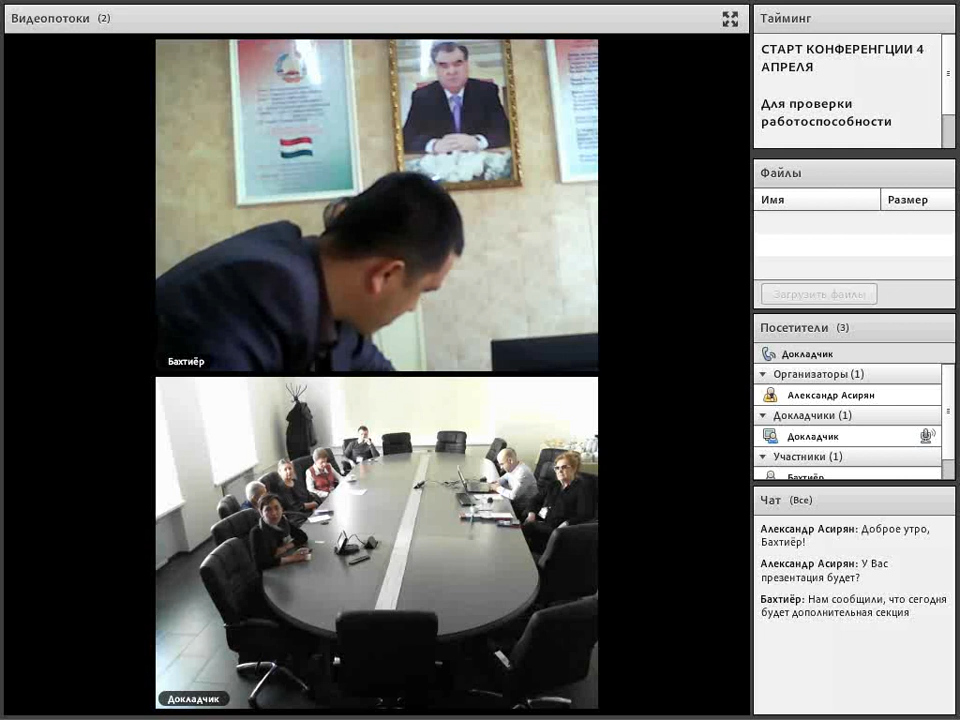 Видеопотоки (2)
Бахтиёр
Докладчик
Тайминг
СТАРТ КОНФЕРЕНГЦИИ 4
АПРЕЛЯ
Для проверки
работоспособности
Файлы
Имя Размер
Загрузить файлы
Посетители (3)
Докладчик
Организаторы (1)
Александр Асирян
Докладчики (1)
Докладчик
Участники (1)
Бахтиёр
Чат (Все)
Александр Асирян: Доброе утро,
Бахтиёр!
Александр Асирян: У Вас
презентация будет?
Бахтиёр: Нам сообщили, что сегодня
будет дополнительная секция